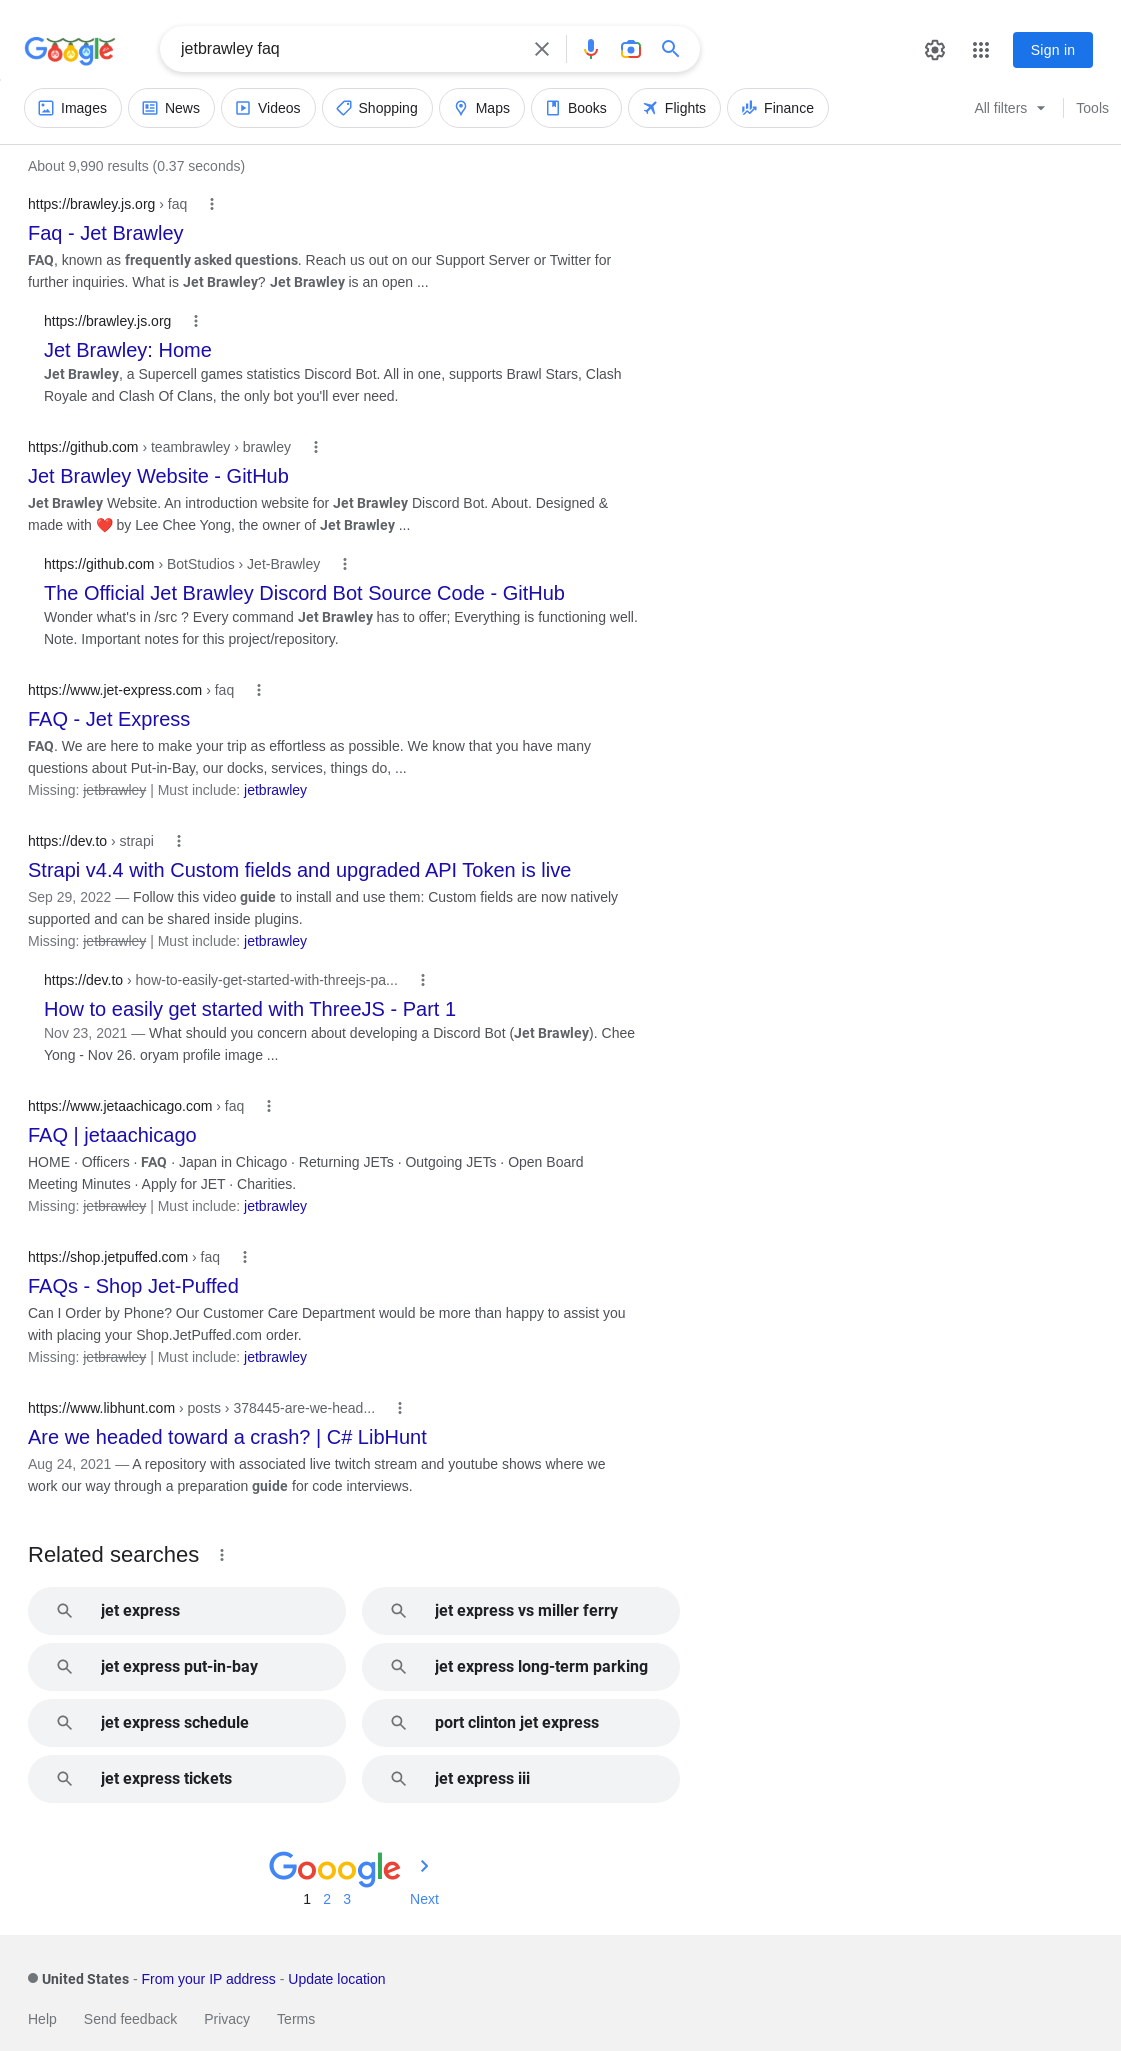 Google
jetbrawley faq
Sign in
Images
News
Videos
Shopping
Maps
Books
Flights
Finance
All filters
Tools
About 9,990 results (0.37 seconds)
https://brawley.js.org › faq
Faq - Jet Brawley
FAQ, known as frequently asked questions. Reach us out on our Support Server or Twitter for
further inquiries. What is Jet Brawley? Jet Brawley is an open ...
https://brawley.js.org
Jet Brawley: Home
Jet Brawley, a Supercell games statistics Discord Bot. All in one, supports Brawl Stars, Clash
Royale and Clash Of Clans, the only bot you'll ever need.
https://github.com › teambrawley › brawley
Jet Brawley Website - GitHub
Jet Brawley Website. An introduction website for Jet Brawley Discord Bot. About. Designed &
made with ❤️ by Lee Chee Yong, the owner of Jet Brawley ...
https://github.com › BotStudios › Jet-Brawley
The Official Jet Brawley Discord Bot Source Code - GitHub
Wonder what's in /src ? Every command Jet Brawley has to offer; Everything is functioning well.
Note. Important notes for this project/repository.
https://www.jet-express.com › faq
FAQ - Jet Express
FAQ. We are here to make your trip as effortless as possible. We know that you have many
questions about Put-in-Bay, our docks, services, things do, ...
Missing: jetbrawley | Must include: jetbrawley
https://dev.to › strapi
Strapi v4.4 with Custom fields and upgraded API Token is live
Sep 29, 2022 — Follow this video guide to install and use them: Custom fields are now natively
supported and can be shared inside plugins.
Missing: jetbrawley | Must include: jetbrawley
https://dev.to › how-to-easily-get-started-with-threejs-pa...
How to easily get started with ThreeJS - Part 1
Nov 23, 2021 — What should you concern about developing a Discord Bot (Jet Brawley). Chee
Yong - Nov 26. oryam profile image ...
https://www.jetaachicago.com › faq
FAQ | jetaachicago
HOME · Officers · FAQ · Japan in Chicago · Returning JETs · Outgoing JETs · Open Board
Meeting Minutes · Apply for JET · Charities.
Missing: jetbrawley | Must include: jetbrawley
https://shop.jetpuffed.com › faq
FAQs - Shop Jet-Puffed
Can I Order by Phone? Our Customer Care Department would be more than happy to assist you
with placing your Shop.JetPuffed.com order.
Missing: jetbrawley | Must include: jetbrawley
https://www.libhunt.com › posts › 378445-are-we-head...
Are we headed toward a crash? | C# LibHunt
Aug 24, 2021 — A repository with associated live twitch stream and youtube shows where we
work our way through a preparation guide for code interviews.
Related searches
jet express
jet express vs miller ferry
jet express put-in-bay
jet express long-term parking
jet express schedule
port clinton jet express
jet express tickets
jet express iii
Gooogle
1 2 3 Next
United States - From your IP address - Update location
Help Send feedback Privacy Terms